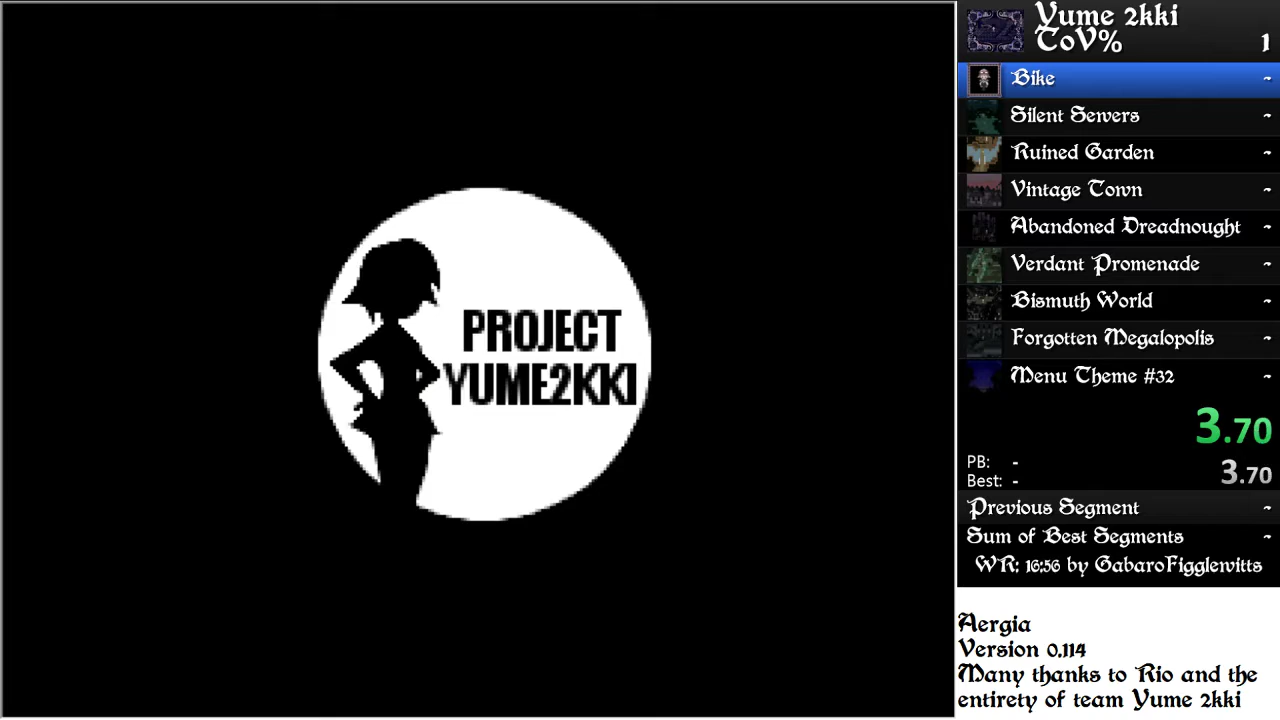 PROJECT
YUME2KKI
Yume 2kki
CoV% 1
Bike -
Silent Sewers -
Ruined Garden -
Vintage Town -
Abandoned Dreadnought -
Verdant Promenade -
Bismuth World -
Forgotten Megalopolis -
Menu Theme #32 -
3.70
PB: - 3.70
Best: -
Previous Segment -
Sum of Best Segments -
WR: 16:56 by GabaroFigglewitts
Aergia
Version 0.114
Many thanks to Rio and the
entirety of team Yume 2kki